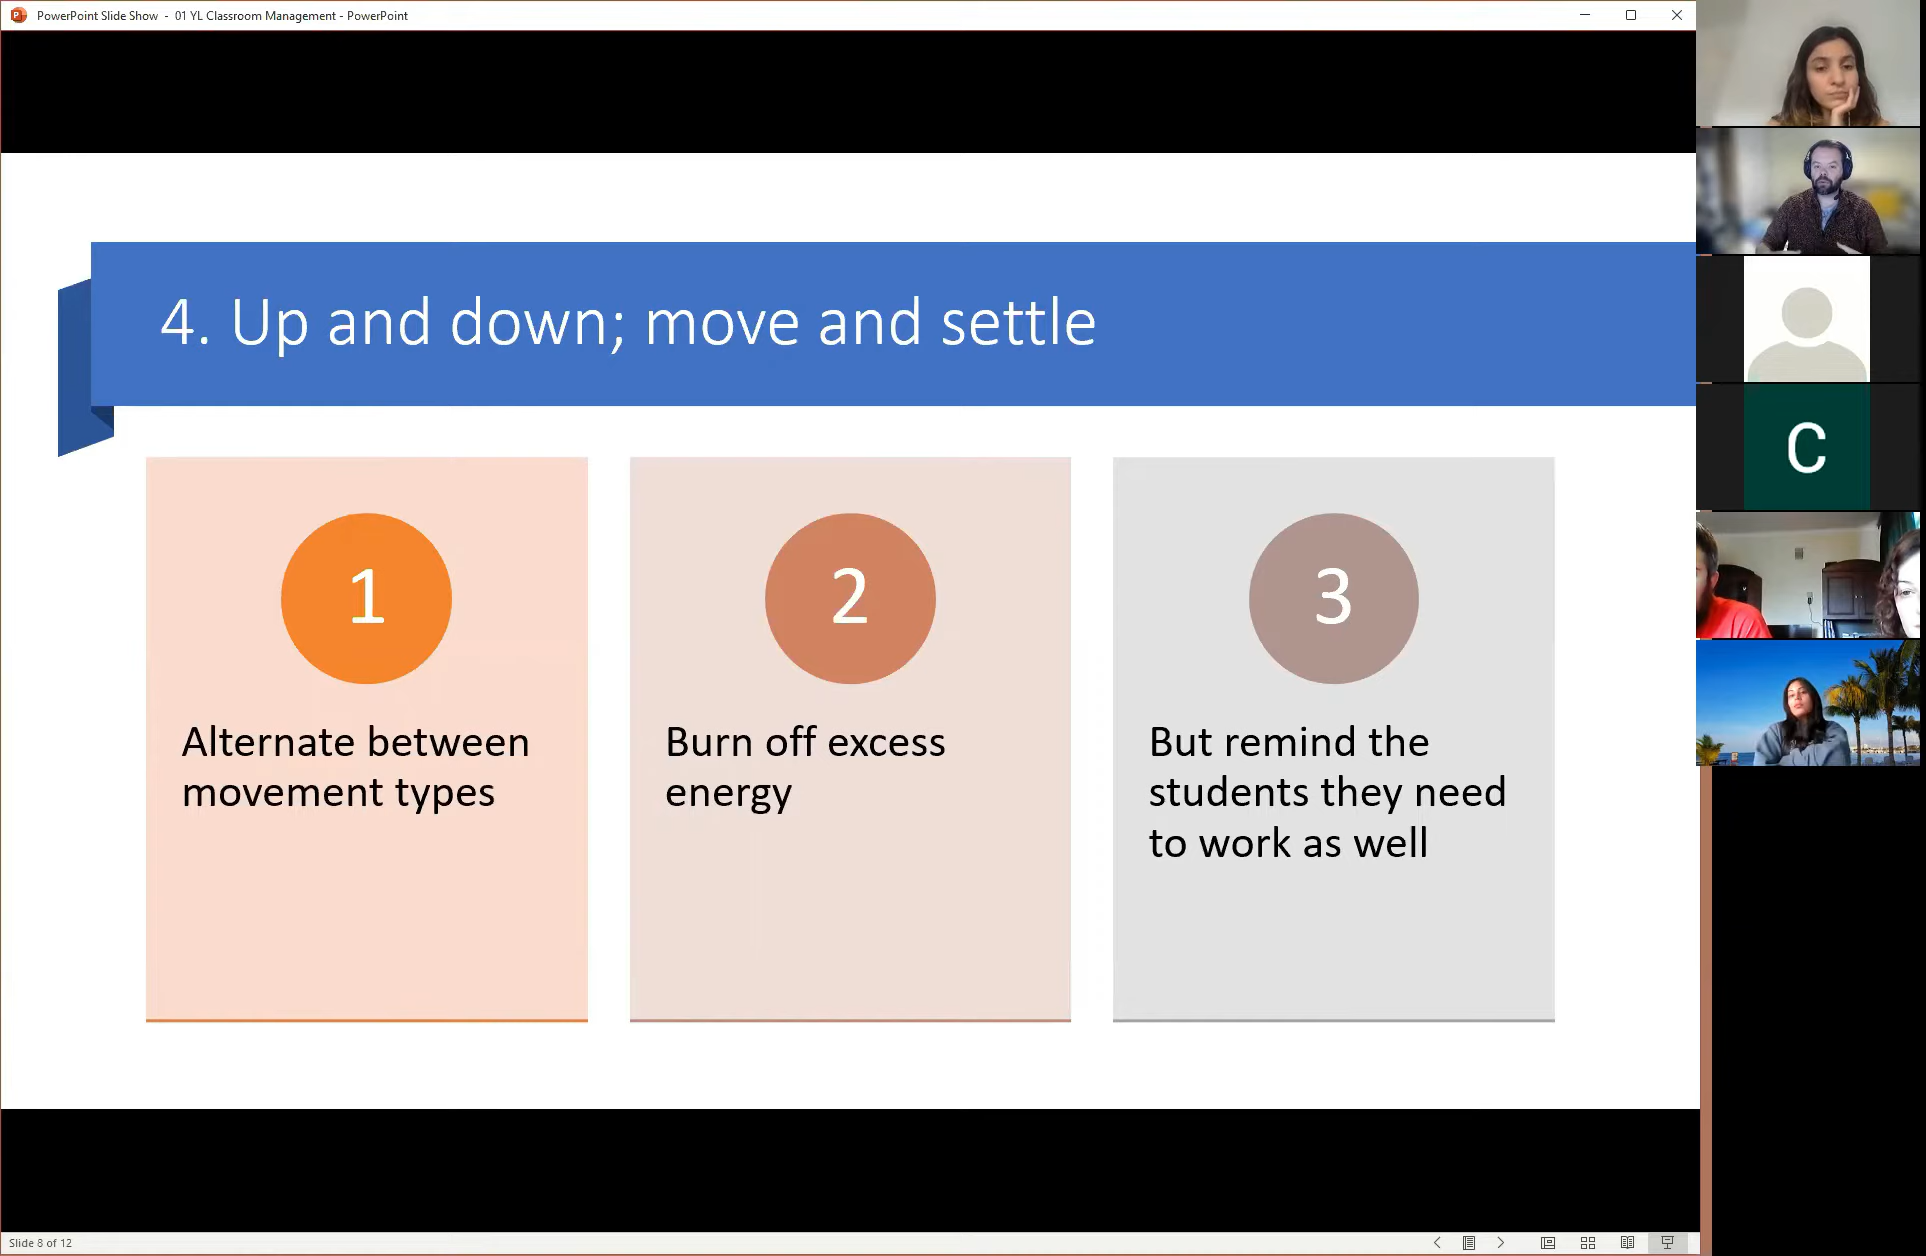 PowerPoint Slide Show - 01 YL Classroom Management - PowerPoint
4. Up and down; move and settle
1
Alternate between
movement types
2
Burn off excess
energy
3
But remind the
students they need
to work as well
C
Slide 8 of 12